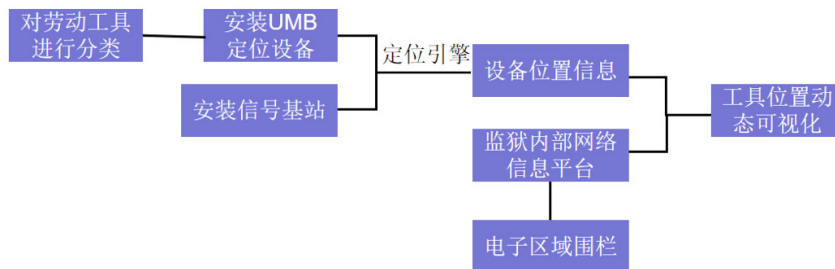 对劳动工具
进行分类
安装UMB
定位设备
安装信号基站
定位引擎
设备位置信息
监狱内部网络
信息平台
电子区域围栏
工具位置动
态可视化